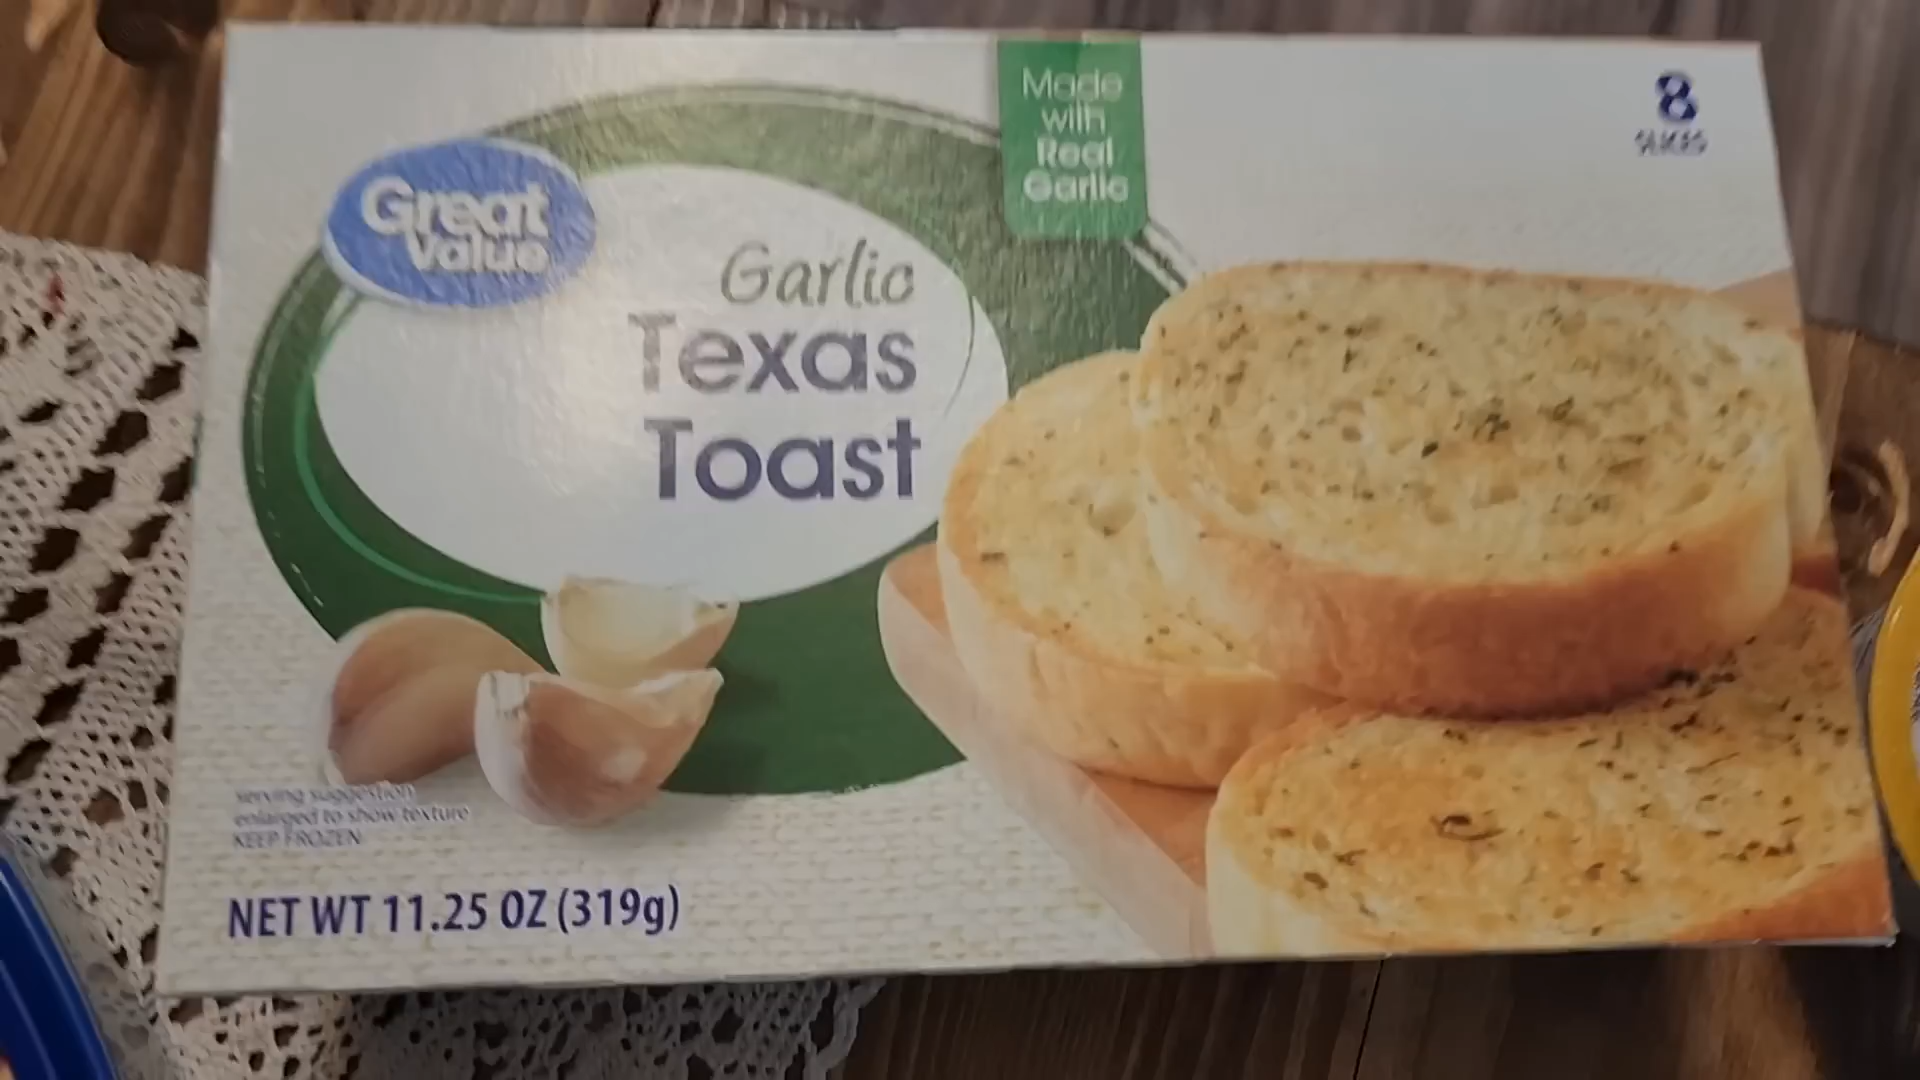 Great
Value
Garlic
Texas
Toast
Made
with
Real
Garlic
8
SLICES
serving suggestion
enlarged to show texture
KEEP FROZEN
NET WT 11.25 OZ (319g)